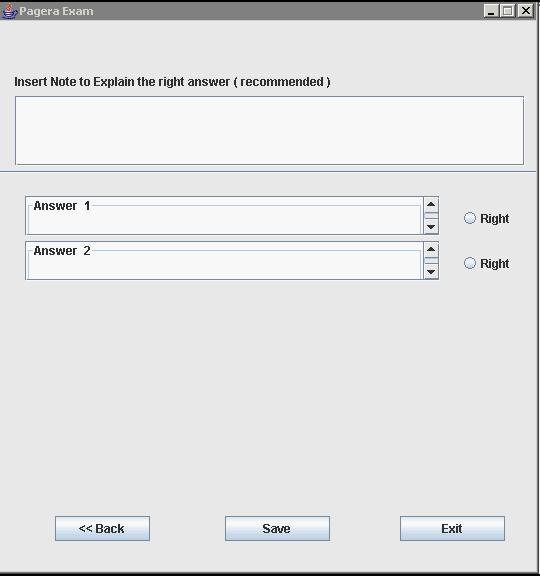 Pagera Exam
Insert Note to Explain the right answer ( recommended )
Answer 1
Right
Answer 2
Right
<< Back
Save
Exit